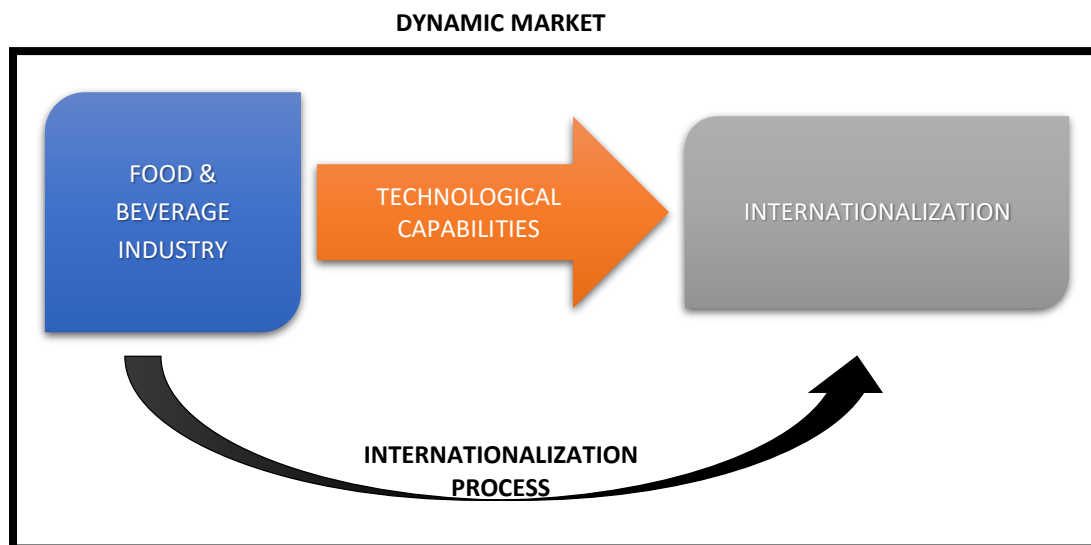 DYNAMIC MARKET
FOOD &
BEVERAGE
INDUSTRY
TECHNOLOGICAL
CAPABILITIES
INTERNATIONALIZATION
INTERNATIONALIZATION
PROCESS